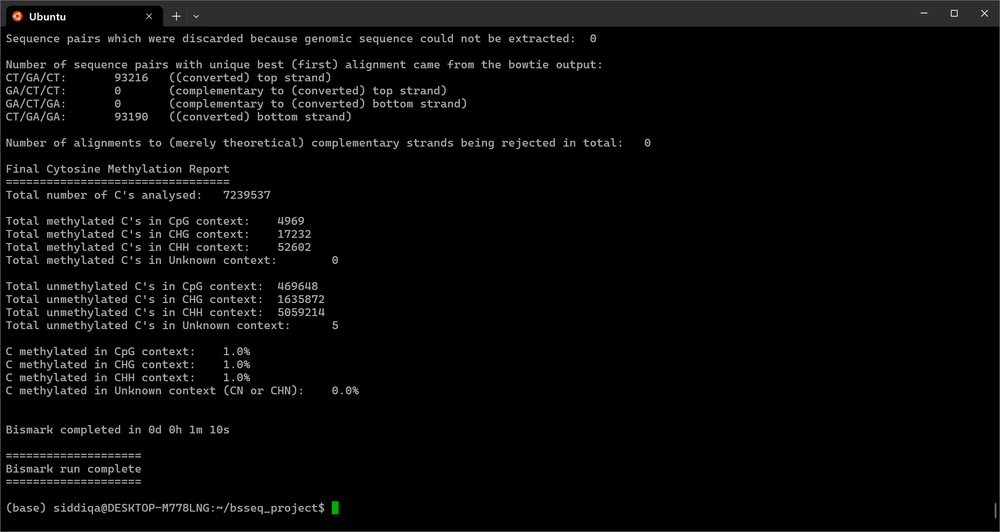 Ubuntu
Sequence pairs which were discarded because genomic sequence could not be extracted:  0
Number of sequence pairs with unique best (first) alignment came from the bowtie output:
CT/GA/CT:       93216   ((converted) top strand)
GA/CT/CT:       0       (complementary to (converted) top strand)
GA/CT/GA:       0       (complementary to (converted) bottom strand)
CT/GA/GA:       93190   ((converted) bottom strand)
Number of alignments to (merely theoretical) complementary strands being rejected in total:   0
Final Cytosine Methylation Report
=================================
Total number of C's analysed:   7239537
Total methylated C's in CpG context:    4969
Total methylated C's in CHG context:    17232
Total methylated C's in CHH context:    52602
Total methylated C's in Unknown context:        0
Total unmethylated C's in CpG context:  469648
Total unmethylated C's in CHG context:  1635872
Total unmethylated C's in CHH context:  5059214
Total unmethylated C's in Unknown context:      5
C methylated in CpG context:    1.0%
C methylated in CHG context:    1.0%
C methylated in CHH context:    1.0%
C methylated in Unknown context (CN or CHN):    0.0%
Bismark completed in 0d 0h 1m 10s
====================
Bismark run complete
====================
(base) siddiqa@DESKTOP-M778LNG:~/bsseq_project$